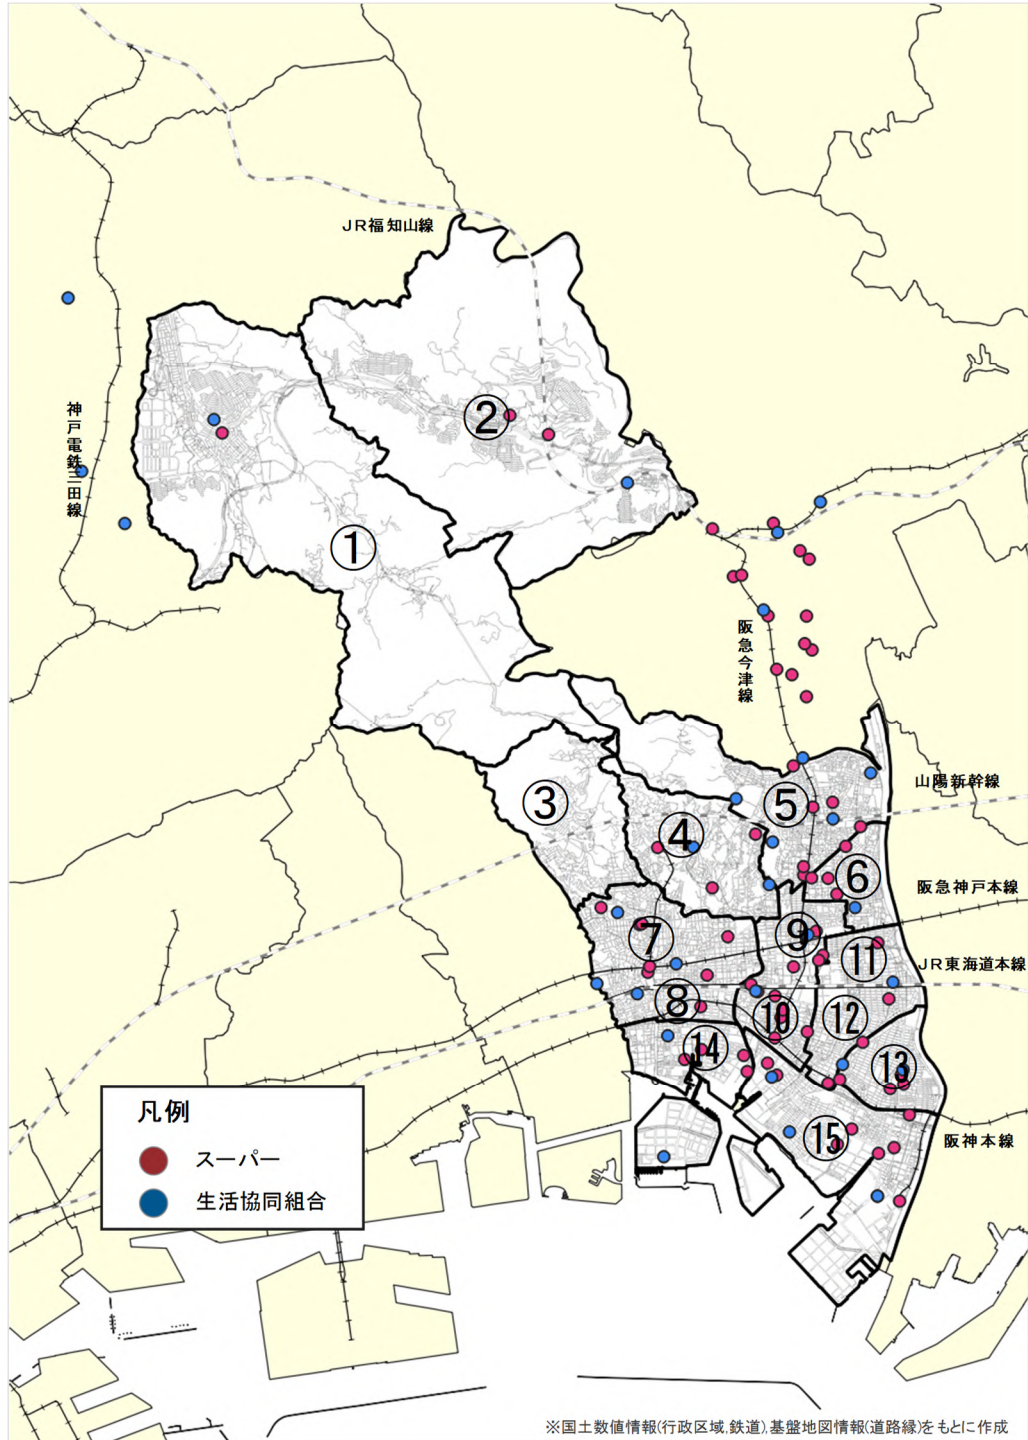 JR福知山線
神戸電鉄三田線
②
①
阪急今津線
山陽新幹線
③
⑤
④
⑥
阪急神戸本線
⑦
⑨
⑪
JR東海道本線
⑧
⑩
⑫
⑭
⑬
凡例
スーパー
生活協同組合
⑮
阪神本線
※国土数値情報(行政区域,鉄道),基盤地図情報(道路縁)をもとに作成